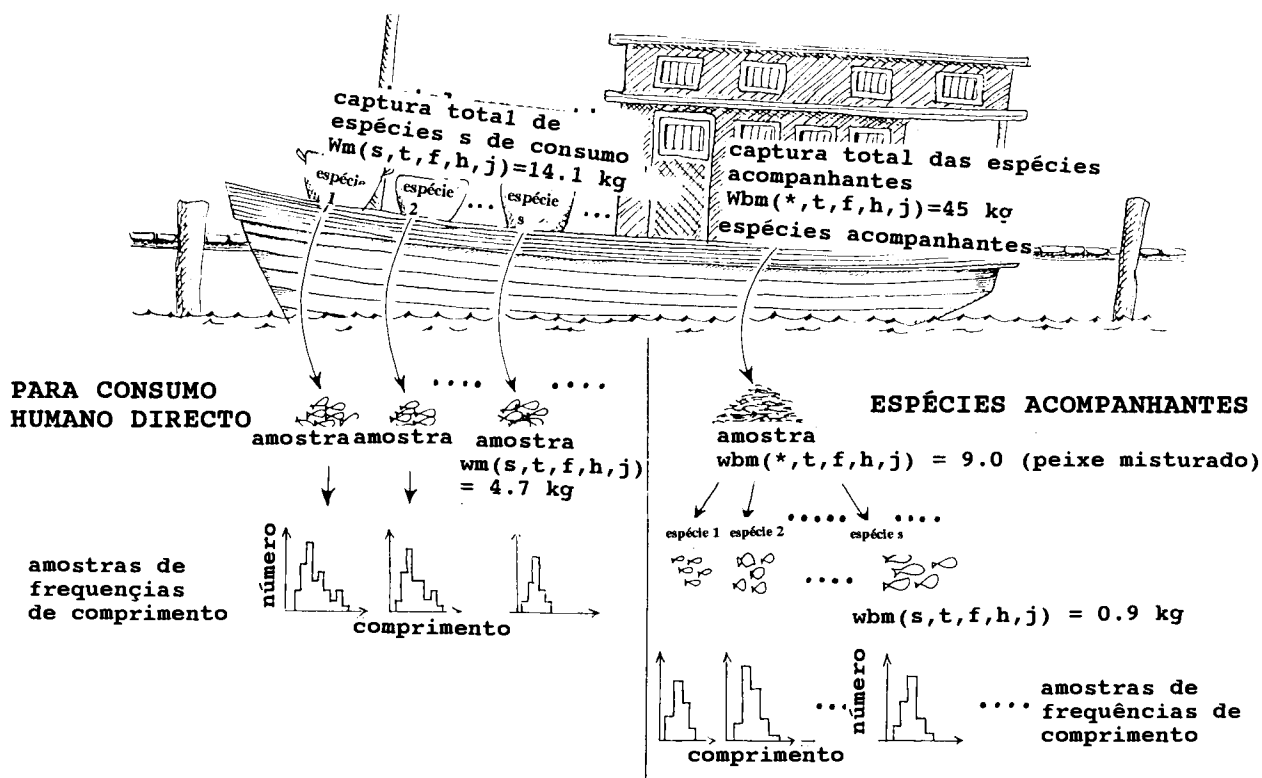 captura total de
espécies s de consumo
Wm(s,t,f,h,j)=14.1 kg
espécie
1
espécie
2
...
espécie
s
...
captura total das espécies
acompanhantes
Wbm(*,t,f,h,j)=45 kg
espécies acompanhantes
PARA CONSUMO
HUMANO DIRECTO
amostra amostra amostra
wm(s,t,f,h,j)
= 4.7 kg
amostras de
frequençias
de comprimento
número
comprimento
ESPÉCIES ACOMPANHANTES
amostra
wbm(*,t,f,h,j) = 9.0 (peixe misturado)
espécie 1 espécie 2 ..... espécie s ....
....
wbm(s,t,f,h,j) = 0.9 kg
número
comprimento
.... amostras de
frequências de
comprimento